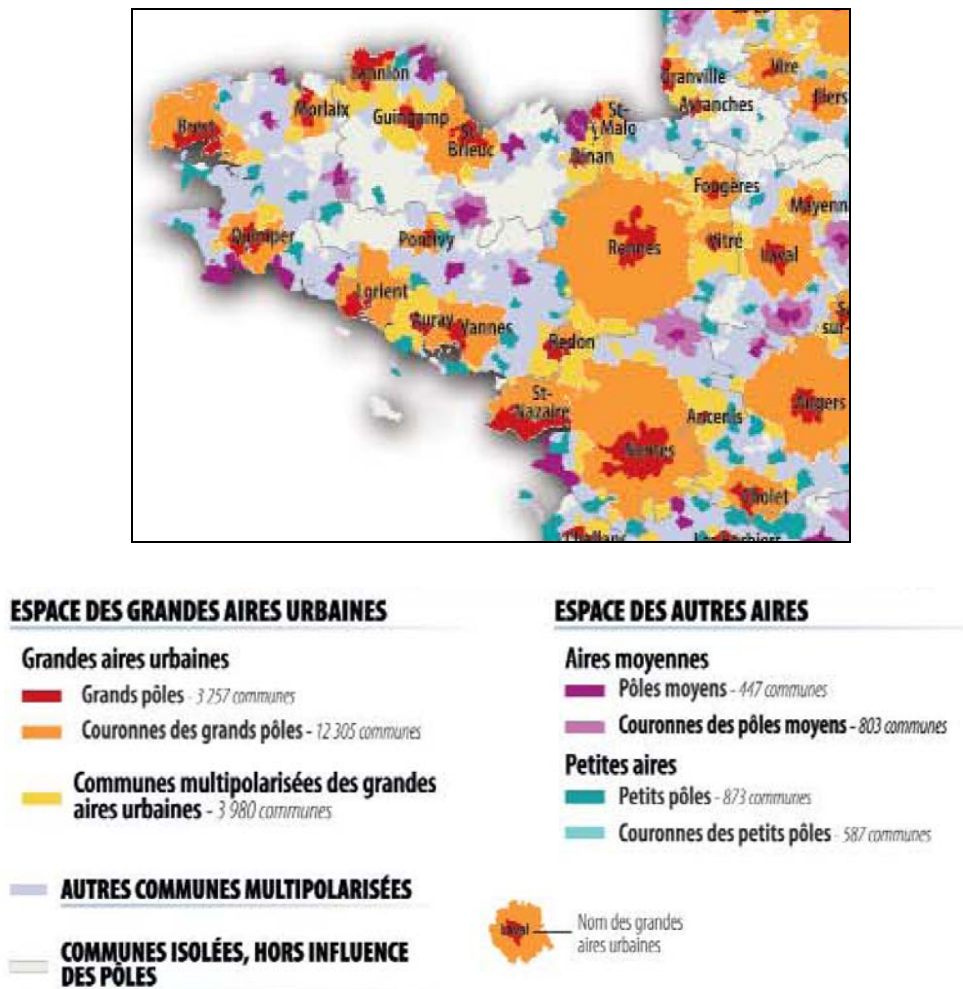 Lannion
Granville
Vire
Morlaix
Guingamp
St-
Malo
Avranches
Flers
Brest
St-
Brieuc
Dinan
Fougères
Mayenn
Quimper
Pontivy
Rennes
Vitré
Laval
Lorient
Auray
Vannes
Redon
S
sur-
St-
Nazaire
Ancenis
Angers
Nantes
Cholet
Challans
ESPACE DES GRANDES AIRES URBAINES
Grandes aires urbaines
Grands pôles - 3 257 communes
Couronnes des grands pôles - 12 305 communes
Communes multipolarisées des grandes
aires urbaines - 3 980 communes
AUTRES COMMUNES MULTIPOLARISÉES
COMMUNES ISOLÉES, HORS INFLUENCE
DES PÔLES
ESPACE DES AUTRES AIRES
Aires moyennes
Pôles moyens - 447 communes
Couronnes des pôles moyens - 803 communes
Petites aires
Petits pôles - 873 communes
Couronnes des petits pôles - 587 communes
Laval
Nom des grandes
aires urbaines